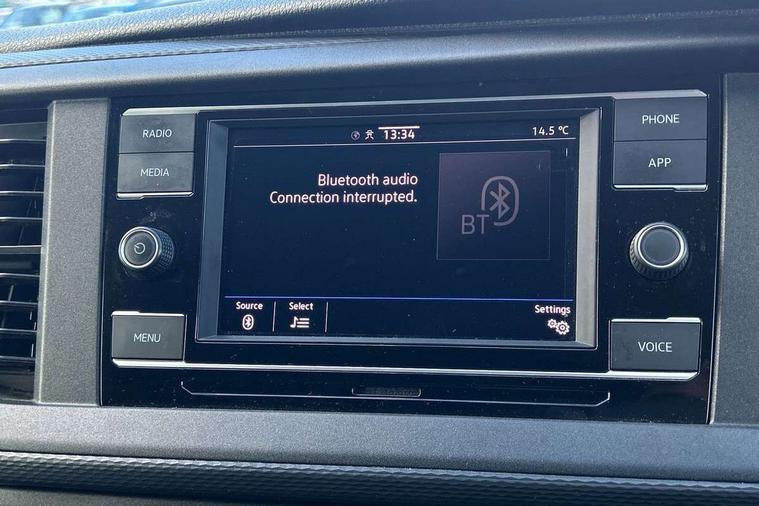 RADIO
MEDIA
MENU
13:34
14.5 °C
Bluetooth audio
Connection interrupted.
BT
Source
Select
Settings
PHONE
APP
VOICE